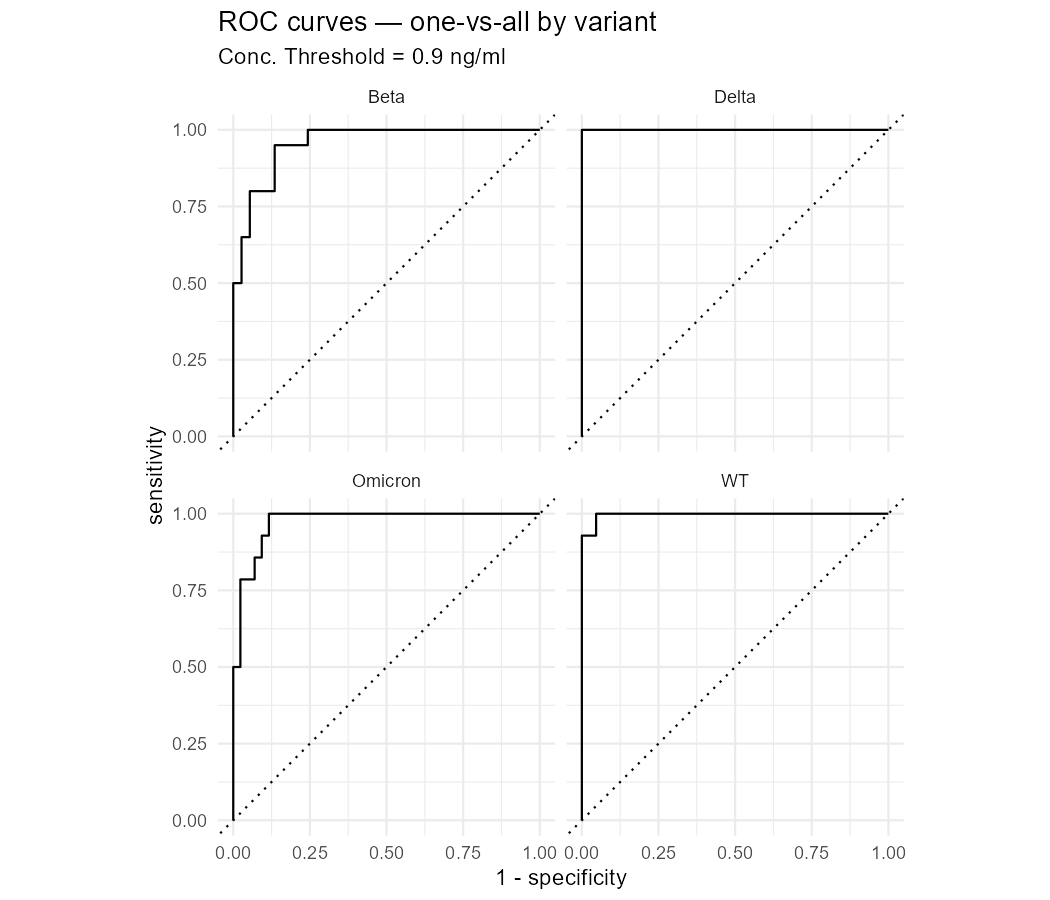 ROC curves — one-vs-all by variant
Conc. Threshold = 0.9 ng/ml
Beta
Delta
1.00
0.75
0.50
0.25
0.00
sensitivity
Omicron
WT
1.00
0.75
0.50
0.25
0.00
0.00 0.25 0.50 0.75 1.00 0.00 0.25 0.50 0.75 1.00
1 - specificity